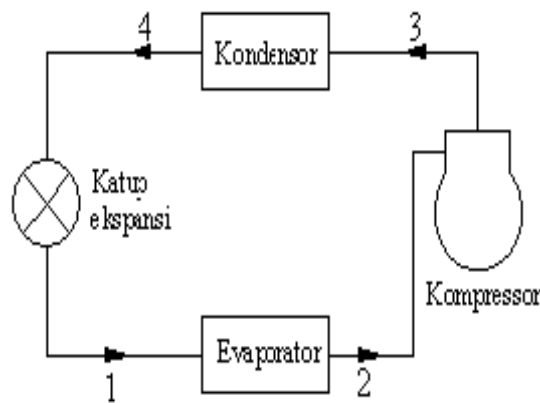 4
Kondensor
3
Katup
ekspansi
Kompressor
Evaporator
1
2